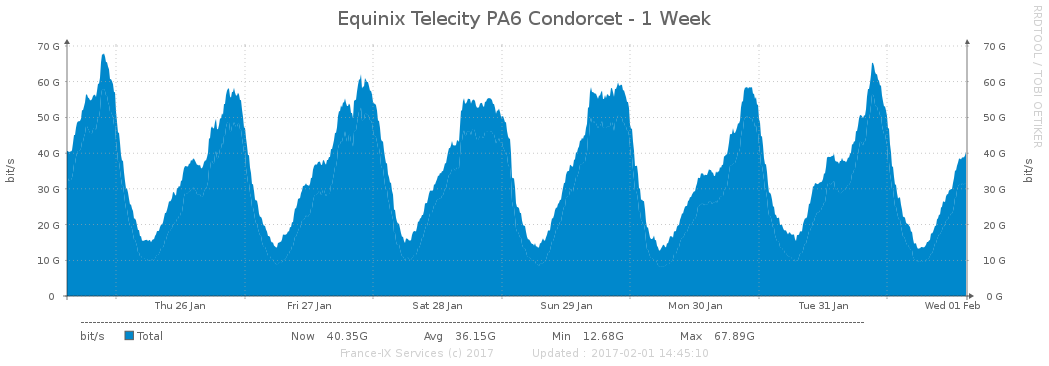 Equinix Telecity PA6 Condorcet - 1 Week
RRDTOOL / TOBI OETIKER
bit/s
70 G 70 G
60 G 60 G
50 G 50 G
40 G 40 G
30 G 30 G
20 G 20 G
10 G 10 G
0 0 G
bit/s
Thu 26 Jan Fri 27 Jan Sat 28 Jan Sun 29 Jan Mon 30 Jan Tue 31 Jan Wed 01 Feb
bit/s Total Now 40.35G Avg 36.15G Min 12.68G Max 67.89G
France-IX Services (c) 2017 Updated : 2017-02-01 14:45:10